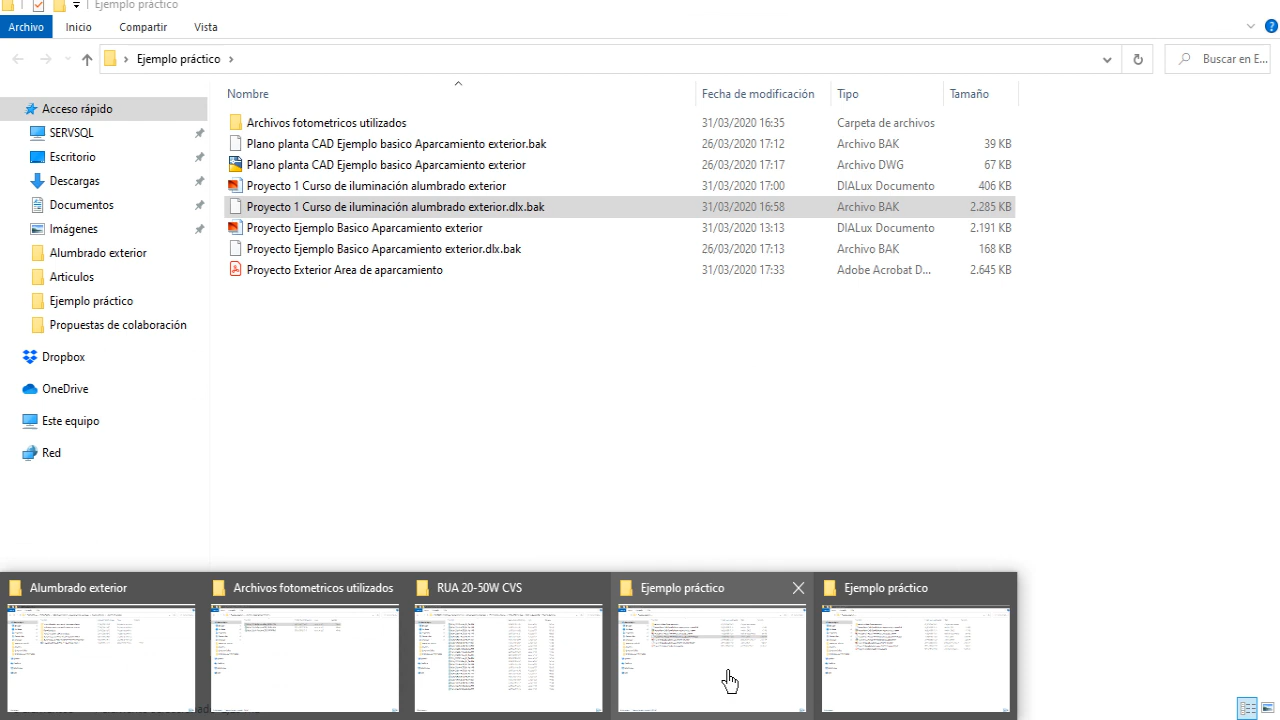 Ejemplo práctico
Archivo Inicio Compartir Vista
Ejemplo práctico
Buscar en E...
Nombre Fecha de modificación Tipo Tamaño
Acceso rápido
SERVSQL
Escritorio
Descargas
Documentos
Imágenes
Alumbrado exterior
Articulos
Ejemplo práctico
Propuestas de colaboración
Dropbox
OneDrive
Este equipo
Red
Archivos fotometricos utilizados 31/03/2020 16:35 Carpeta de archivos
Plano planta CAD Ejemplo basico Aparcamiento exterior.bak 26/03/2020 17:12 Archivo BAK 39 KB
Plano planta CAD Ejemplo basico Aparcamiento exterior 26/03/2020 17:17 Archivo DWG 67 KB
Proyecto 1 Curso de iluminación alumbrado exterior 31/03/2020 17:00 DIALux Documento 406 KB
Proyecto 1 Curso de iluminación alumbrado exterior.dlx.bak 31/03/2020 16:58 Archivo BAK 2.285 KB
Proyecto Ejemplo Basico Aparcamiento exterior 31/03/2020 13:13 DIALux Documento 2.191 KB
Proyecto Ejemplo Basico Aparcamiento exterior.dlx.bak 26/03/2020 17:13 Archivo BAK 168 KB
Proyecto Exterior Area de aparcamiento 31/03/2020 17:33 Adobe Acrobat D... 2.645 KB
Alumbrado exterior
Archivos fotometricos utilizados
RUA 20-50W CVS
Ejemplo práctico
Ejemplo práctico